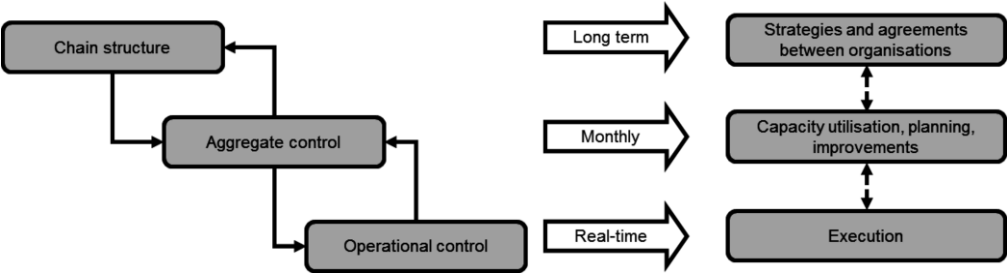 Chain structure
Long term
Strategies and agreements
between organisations
Aggregate control
Monthly
Capacity utilisation, planning,
improvements
Operational control
Real-time
Execution